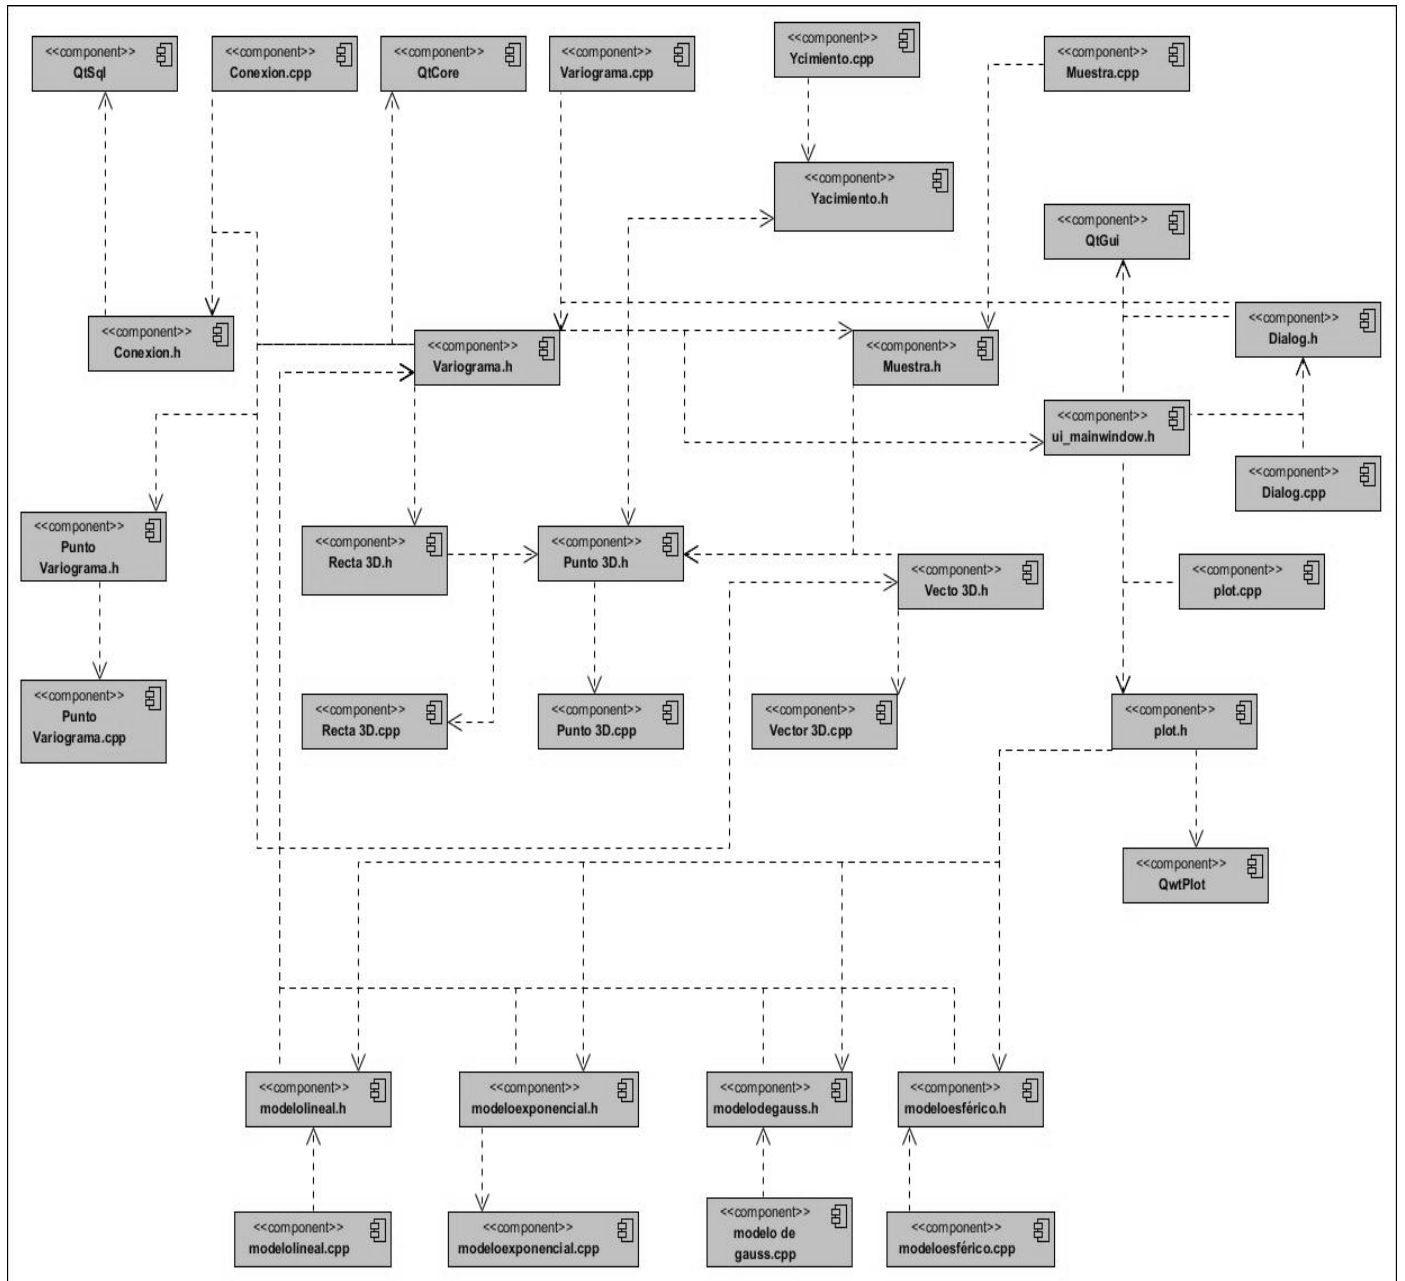 <<component>>
QtSql
<<component>>
Conexion.cpp
<<component>>
QtCore
<<component>>
Variograma.cpp
<<component>>
Ycimiento.cpp
<<component>>
Muestra.cpp
<<component>>
Yacimiento.h
<<component>>
QtGui
<<component>>
Conexion.h
<<component>>
Variograma.h
<<component>>
Muestra.h
<<component>>
Dialog.h
<<component>>
ui_mainwindow.h
<<component>>
Dialog.cpp
<<component>>
Punto
Variograma.h
<<component>>
Recta 3D.h
<<component>>
Punto 3D.h
<<component>>
Vecto 3D.h
<<component>>
plot.cpp
<<component>>
Punto
Variograma.cpp
<<component>>
Recta 3D.cpp
<<component>>
Punto 3D.cpp
<<component>>
Vector 3D.cpp
<<component>>
plot.h
<<component>>
QwtPlot
<<component>>
modelolineal.h
<<component>>
modeloexponencial.h
<<component>>
modelodegauss.h
<<component>>
modeloesférico.h
<<component>>
modelolineal.cpp
<<component>>
modeloexponencial.cpp
<<component>>
modelo de
gauss.cpp
<<component>>
modeloesférico.cpp